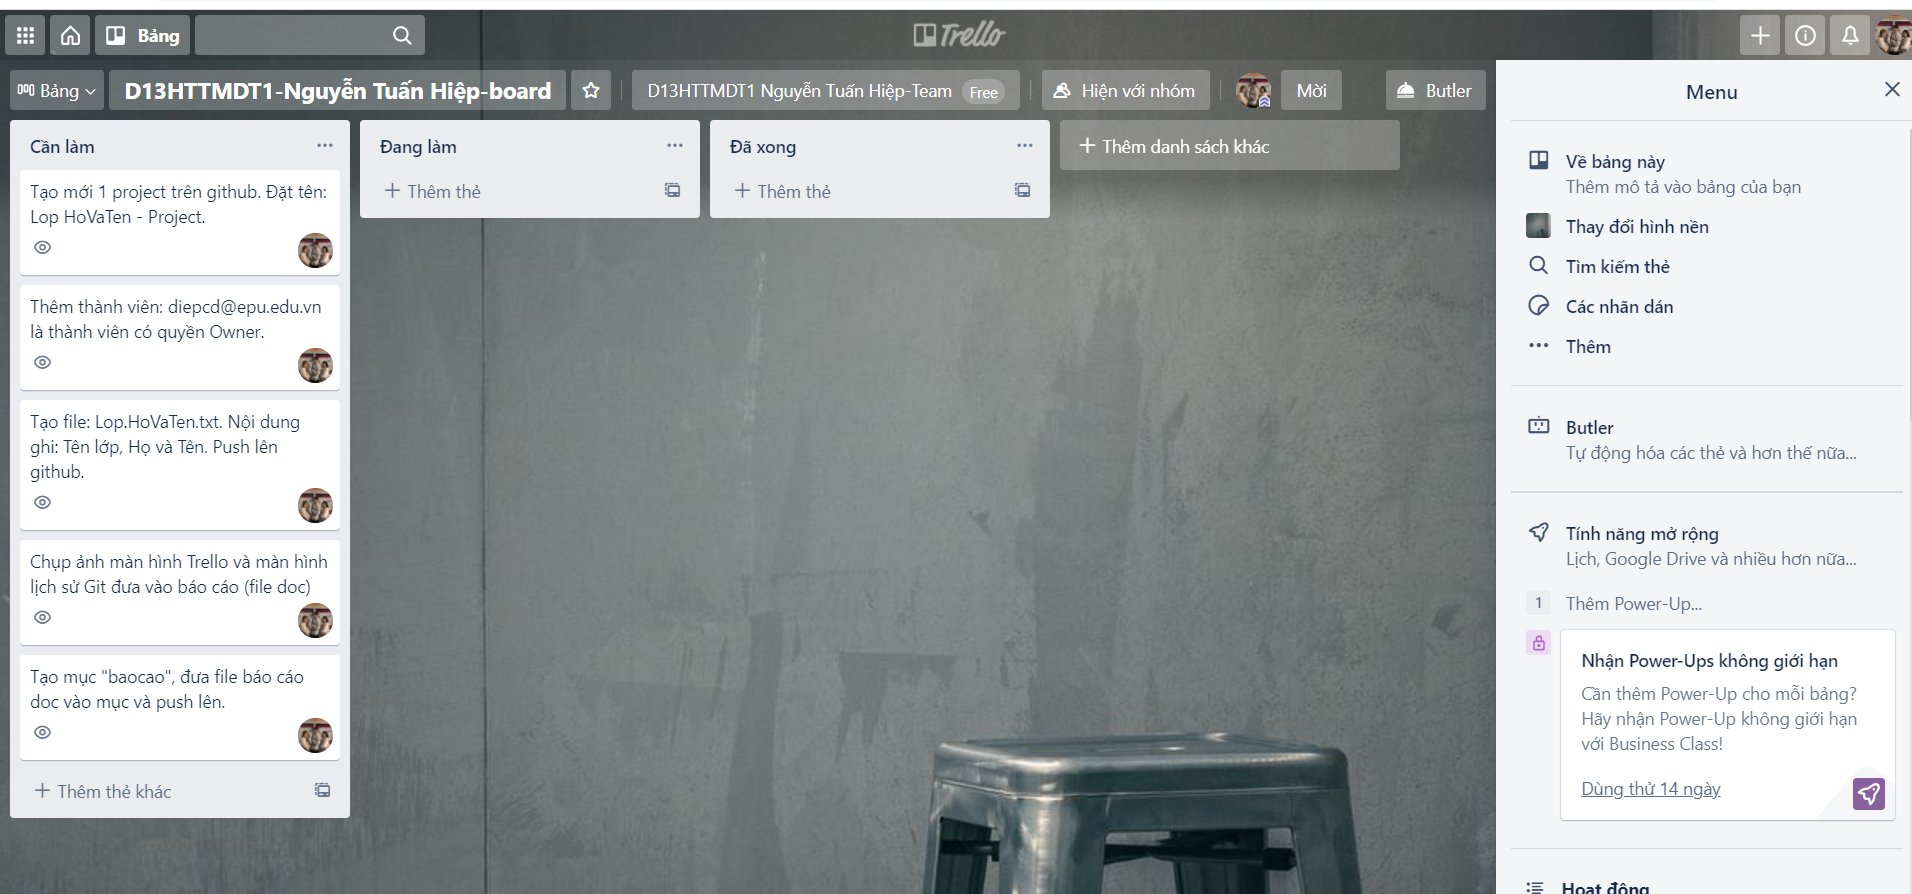 Bảng
Trello
Bảng
D13HTTMDT1-Nguyễn Tuấn Hiệp-board
D13HTTMDT1 Nguyễn Tuấn Hiệp-Team Free
Hiện với nhóm
Mời
Butler
Cần làm
Tạo mới 1 project trên github. Đặt tên:
Lop HoVaTen - Project.
Thêm thành viên: diepcd@epu.edu.vn
là thành viên có quyền Owner.
Tạo file: Lop.HoVaTen.txt. Nội dung
ghi: Tên lớp, Họ và Tên. Push lên
github.
Chụp ảnh màn hình Trello và màn hình
lịch sử Git đưa vào báo cáo (file doc)
Tạo mục "baocao", đưa file báo cáo
doc vào mục và push lên.
+ Thêm thẻ khác
Đang làm
+ Thêm thẻ
Đã xong
+ Thêm thẻ
+ Thêm danh sách khác
Menu
Về bảng này
Thêm mô tả vào bảng của bạn
Thay đổi hình nền
Tìm kiếm thẻ
Các nhãn dán
Thêm
Butler
Tự động hóa các thẻ và hơn thế nữa...
Tính năng mở rộng
Lịch, Google Drive và nhiều hơn nữa...
1 Thêm Power-Up...
Nhận Power-Ups không giới hạn
Cần thêm Power-Up cho mỗi bảng?
Hãy nhận Power-Up không giới hạn
với Business Class!
Dùng thử 14 ngày
Hoạt động